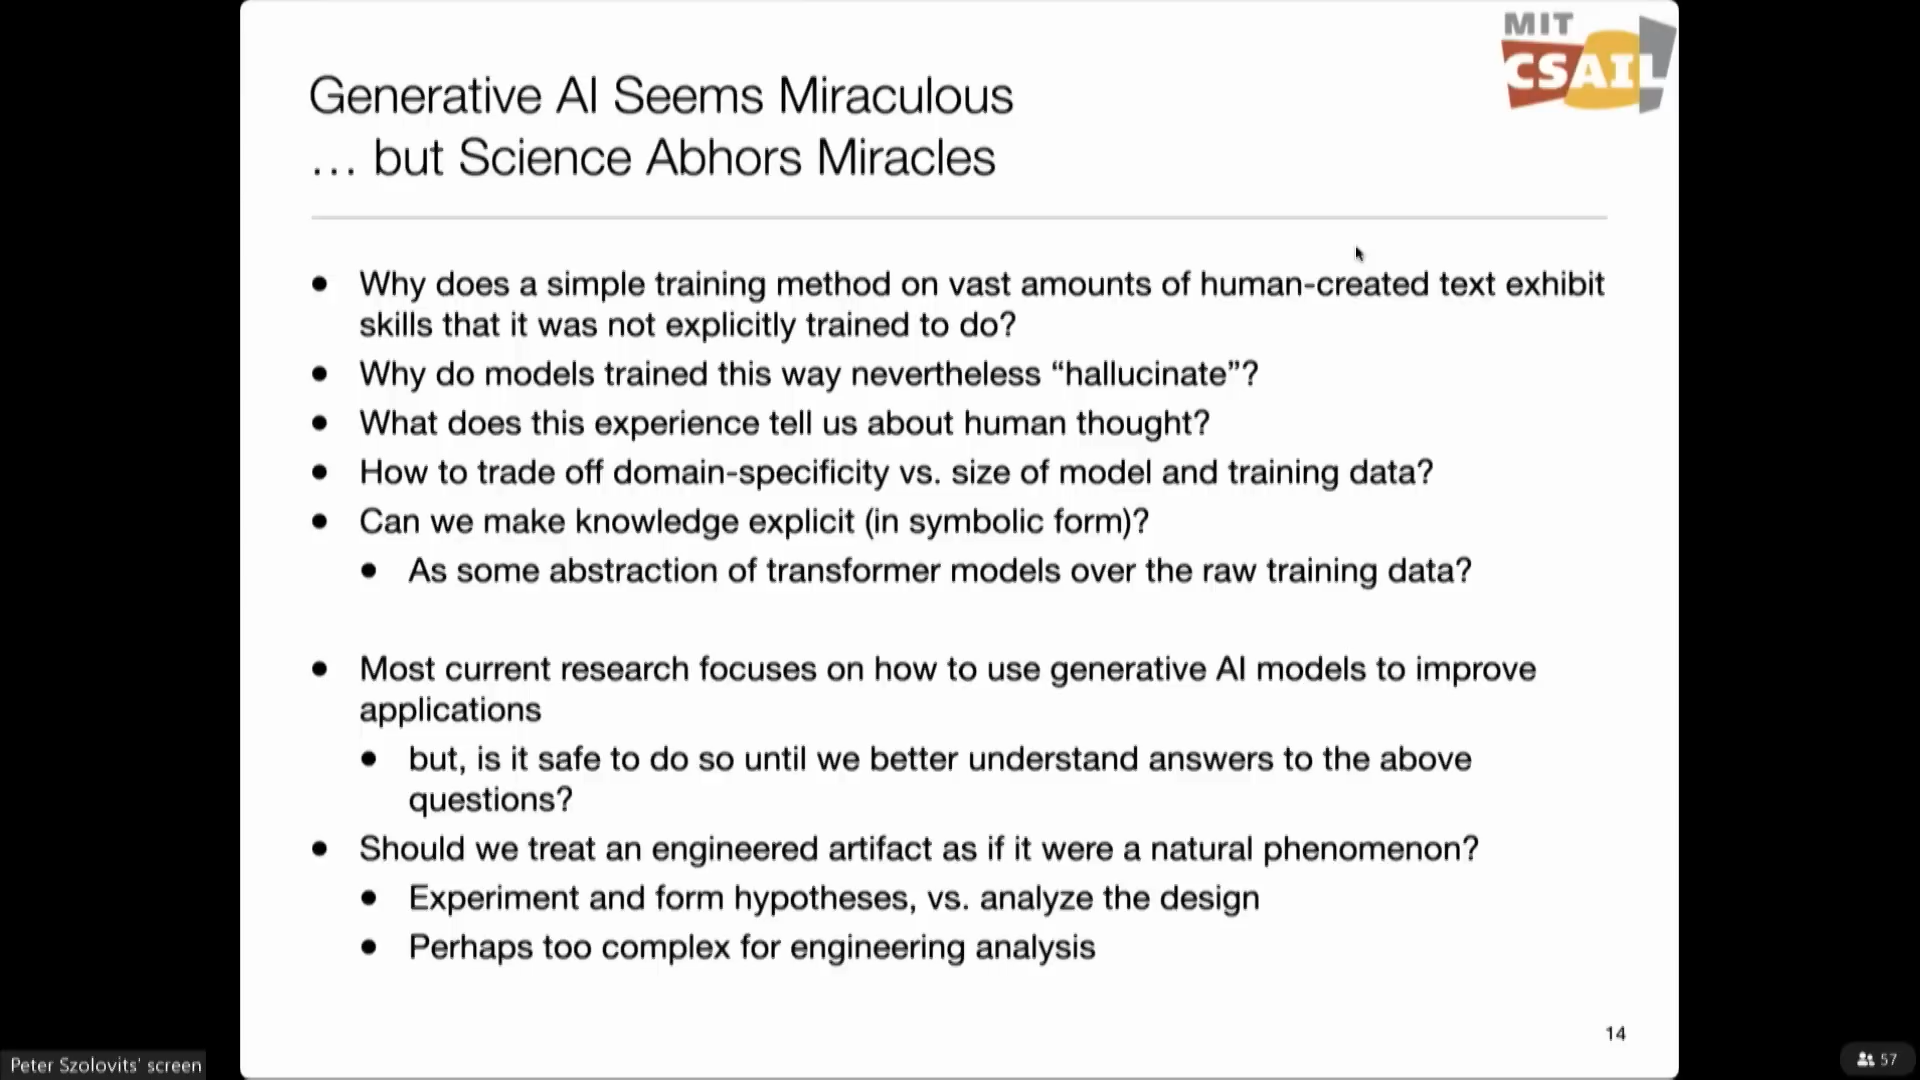 MIT
CSAIL
Generative AI Seems Miraculous
… but Science Abhors Miracles
• Why does a simple training method on vast amounts of human-created text exhibit
skills that it was not explicitly trained to do?
• Why do models trained this way nevertheless “hallucinate”?
• What does this experience tell us about human thought?
• How to trade off domain-specificity vs. size of model and training data?
• Can we make knowledge explicit (in symbolic form)?
• As some abstraction of transformer models over the raw training data?
• Most current research focuses on how to use generative AI models to improve
applications
• but, is it safe to do so until we better understand answers to the above
questions?
• Should we treat an engineered artifact as if it were a natural phenomenon?
• Experiment and form hypotheses, vs. analyze the design
• Perhaps too complex for engineering analysis
14
Peter Szolovits' screen
57